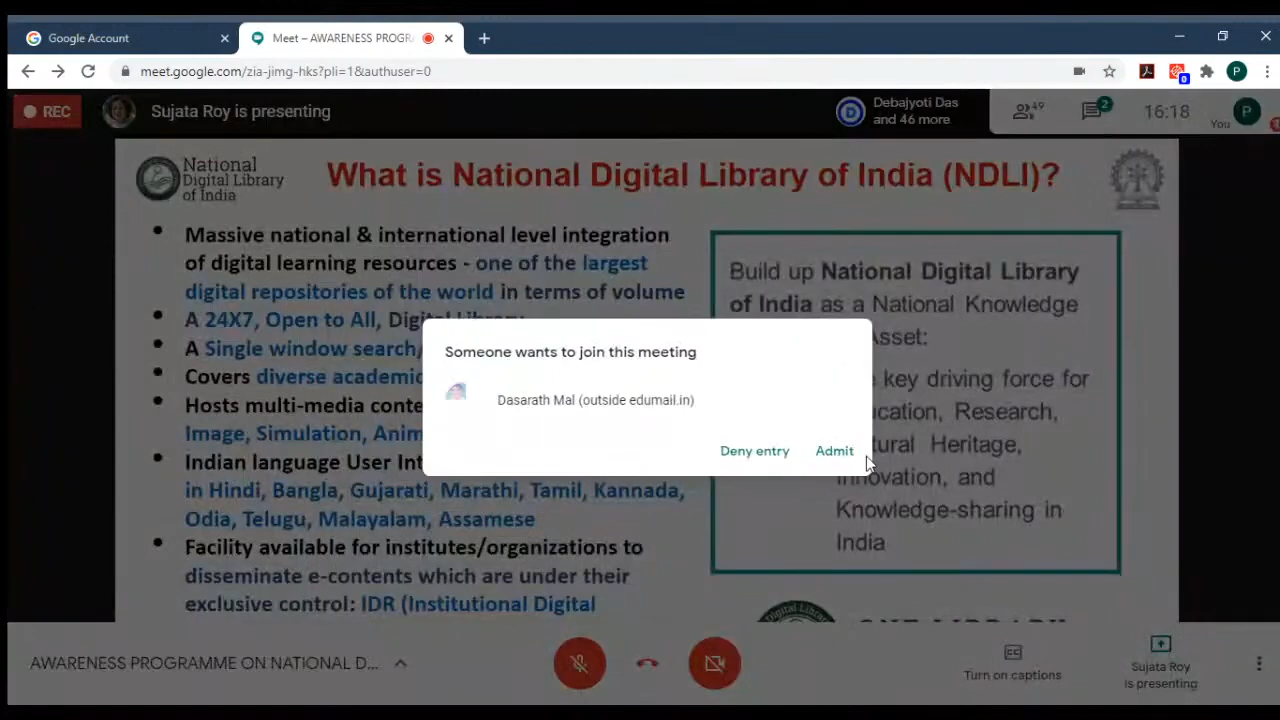 Google Account
Meet – AWARENESS PROGR
meet.google.com/zia-jimg-hks?pli=1&authuser=0
0
P
REC
Sujata Roy is presenting
Debajyoti Das
and 46 more
49
2
16:18
You
P
National
Digital Library
of India
What is National Digital Library of India (NDLI)?
• Massive national & international level integration
of digital learning resources - one of the largest
digital repositories of the world in terms of volume
• A 24X7, Open to All, Digital Library
• A Single window search/
• Covers diverse academic
• Hosts multi-media conte
Image, Simulation, Anim
• Indian language User Int
in Hindi, Bangla, Gujarati, Marathi, Tamil, Kannada,
Odia, Telugu, Malayalam, Assamese
• Facility available for institutes/organizations to
disseminate e-contents which are under their
exclusive control: IDR (Institutional Digital
Build up National Digital Library
of India as a National Knowledge
Asset:
key driving force for
ucation, Research,
tural Heritage,
Innovation, and
Knowledge-sharing in
India
Someone wants to join this meeting
Dasarath Mal (outside edumail.in)
Deny entry
Admit
AWARENESS PROGRAMME ON NATIONAL D...
CC
Turn on captions
Sujata Roy
is presenting